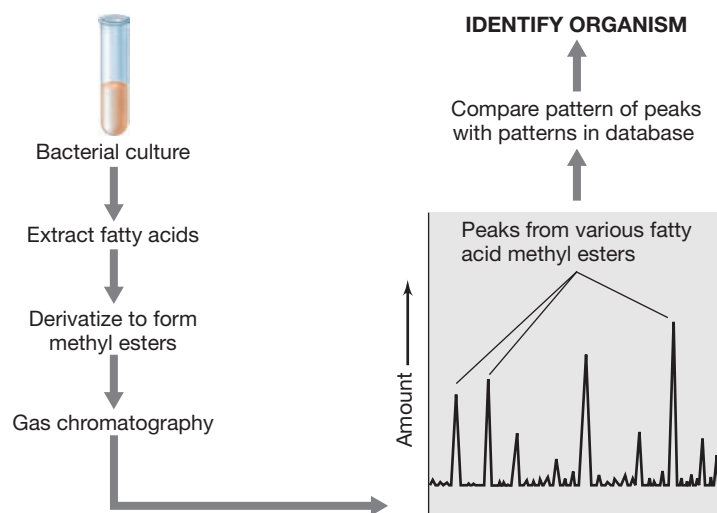 Bacterial culture
Extract fatty acids
Derivatize to form
methyl esters
Gas chromatography
Amount
Peaks from various fatty
acid methyl esters
Compare pattern of peaks
with patterns in database
IDENTIFY ORGANISM